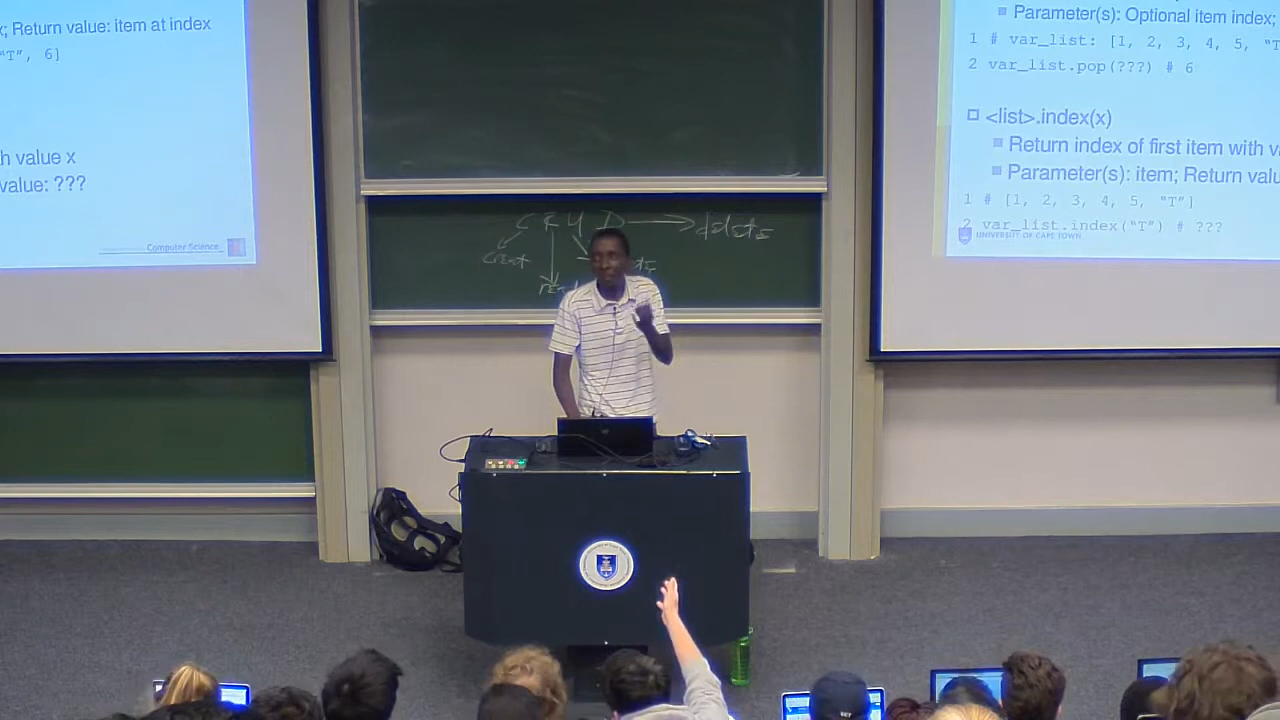 x; Return value: item at index
"T", 6]
h value x
value: ???
Computer Science
C R U D
Creat
Parameter(s): Optional item index;
1 # var_list: [1, 2, 3, 4, 5, "T
2 var_list.pop(???) # 6
<list>.index(x)
Return index of first item with va
Parameter(s): item; Return valu
1 # [1, 2, 3, 4, 5, "T"]
2 var_list.index("T") # ???
UNIVERSITY OF CAPE TOWN